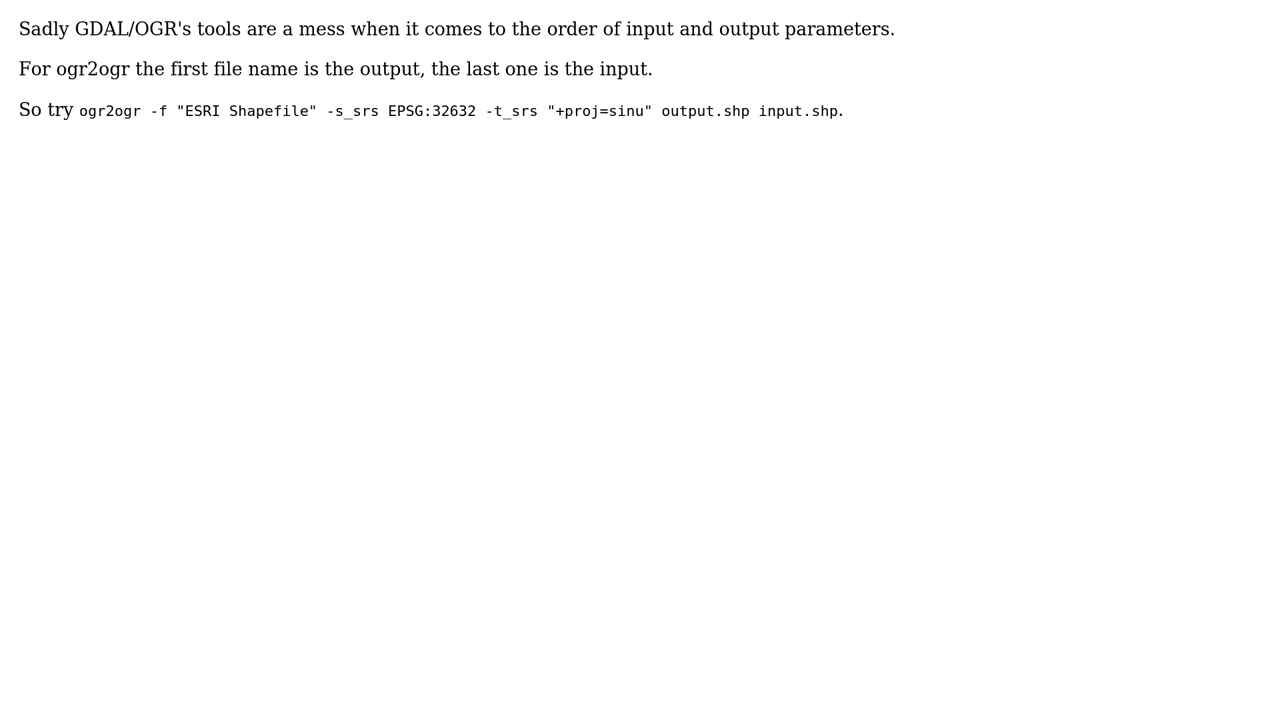 Sadly GDAL/OGR's tools are a mess when it comes to the order of input and output parameters.
For ogr2ogr the first file name is the output, the last one is the input.
So try ogr2ogr -f "ESRI Shapefile" -s_srs EPSG:32632 -t_srs "+proj=sinu" output.shp input.shp.